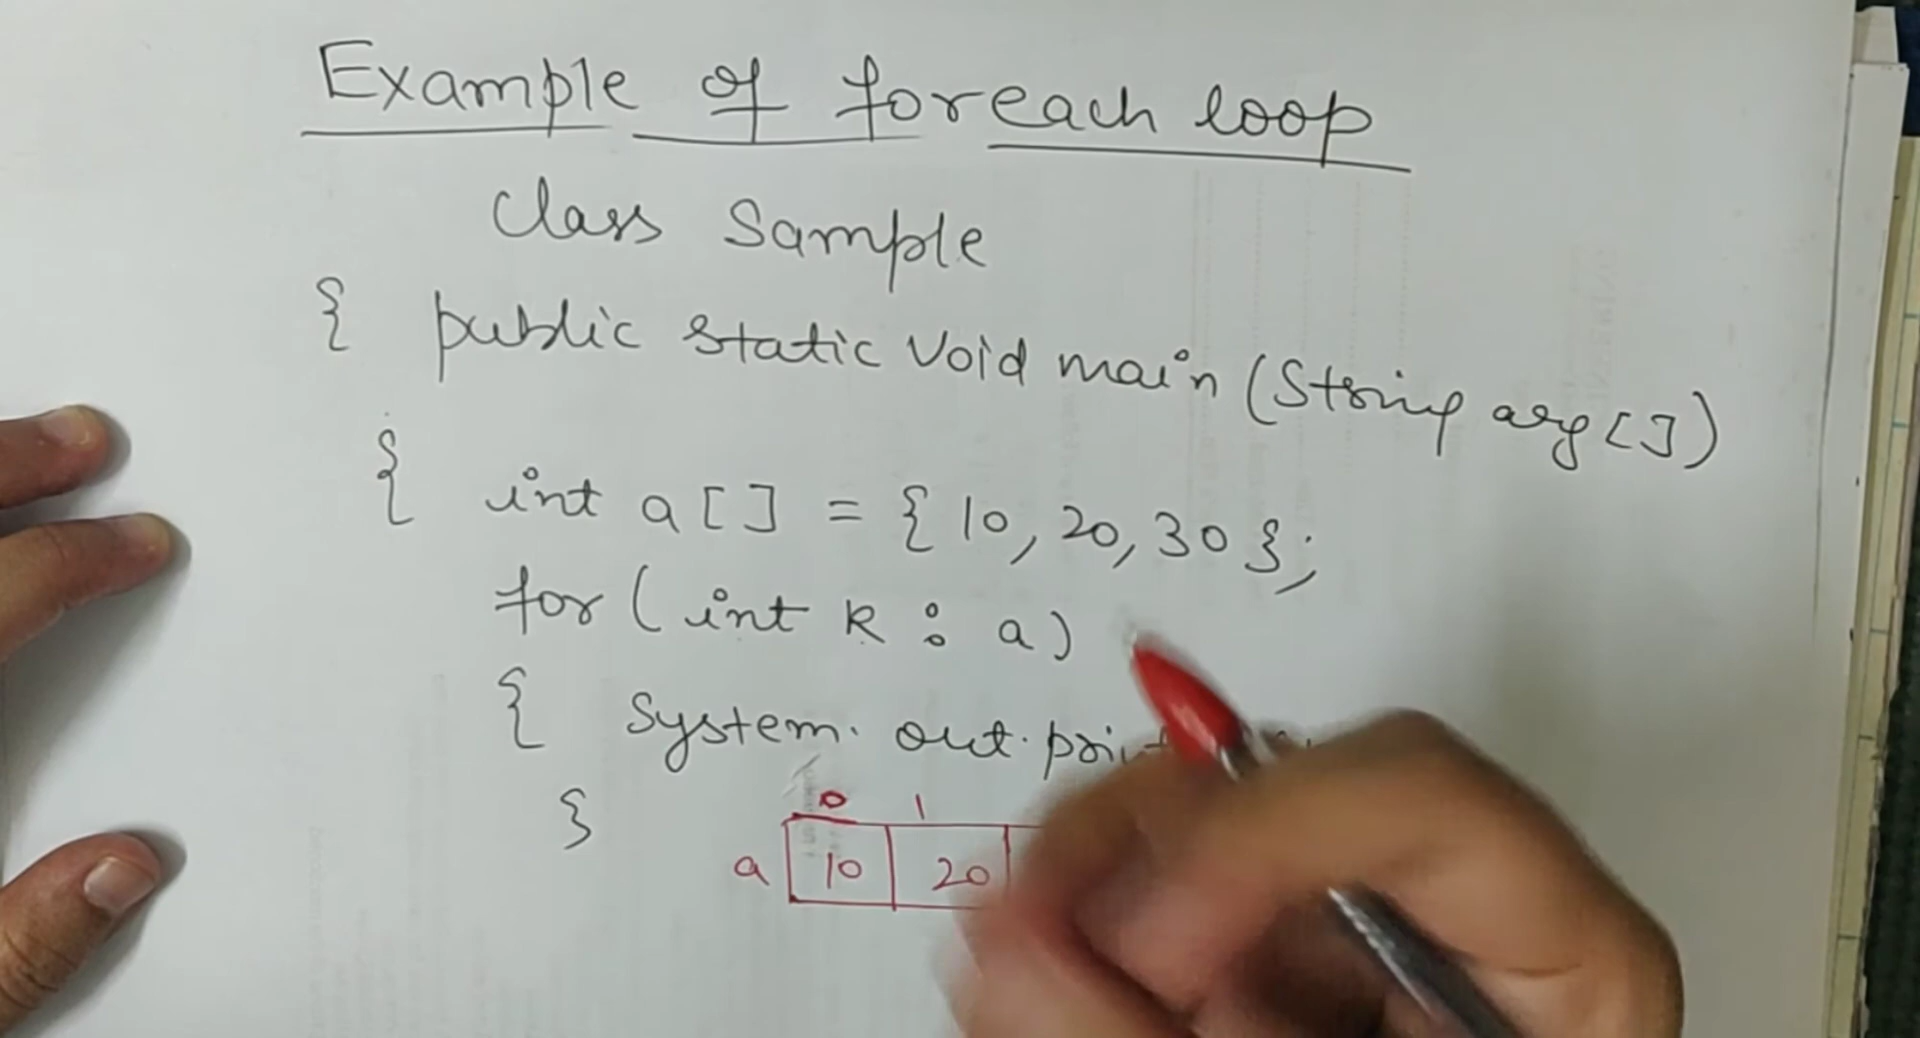 Example of foreach loop
class Sample
{ public static void main (String arg[])
{ int a[] = {10, 20, 30};
for (int k : a)
{ System. out.
}
0 1
a 10 20